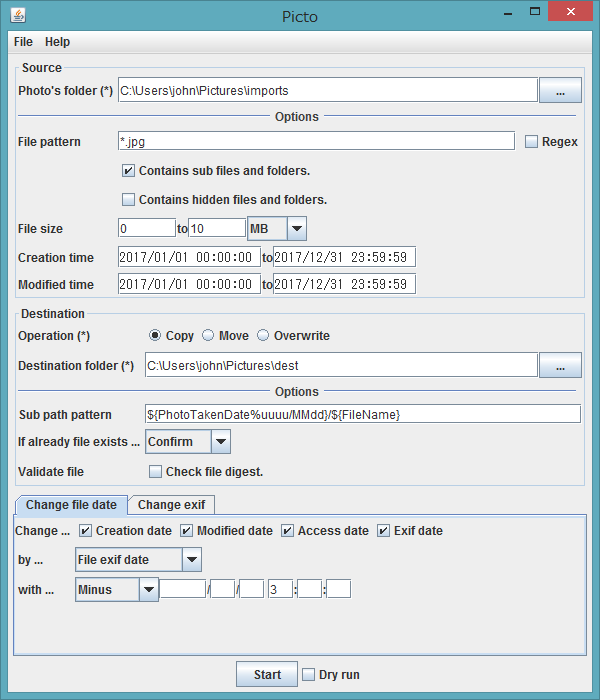 Picto
File Help
Source
Photo's folder (*) C:\Users\john\Pictures\imports ...
Options
File pattern *.jpg Regex
Contains sub files and folders.
Contains hidden files and folders.
File size 0 to 10 MB
Creation time 2017/01/01 00:00:00 to 2017/12/31 23:59:59
Modified time 2017/01/01 00:00:00 to 2017/12/31 23:59:59
Destination
Operation (*) Copy Move Overwrite
Destination folder (*) C:\Users\john\Pictures\dest ...
Options
Sub path pattern ${PhotoTakenDate%uuuu/MMdd}/${FileName}
If already file exists ... Confirm
Validate file Check file digest.
Change file date Change exif
Change ... Creation date Modified date Access date Exif date
by ... File exif date
with ... Minus / / 3 : :
Start Dry run